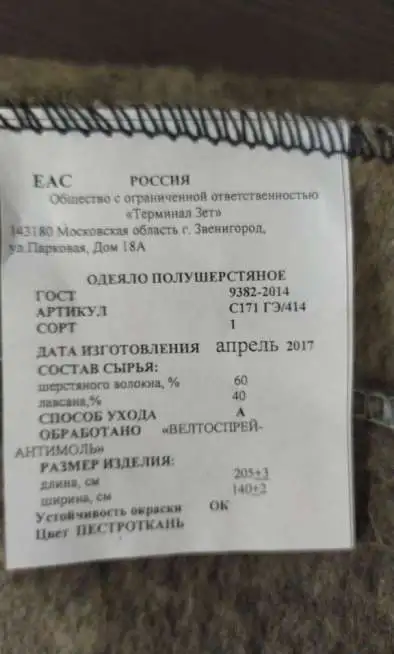 ЕАС РОССИЯ
Общество с ограниченной ответственностью
«Терминал Зет»
143180 Московская область г. Звенигород,
ул.Парковая, Дом 18А
ОДЕЯЛО ПОЛУШЕРСТЯНОЕ
ГОСТ 9382-2014
АРТИКУЛ С171 ГЭ/414
СОРТ 1
ДАТА ИЗГОТОВЛЕНИЯ апрель 2017
СОСТАВ СЫРЬЯ:
шерстяного волокна, % 60
лавсана,% 40
СПОСОБ УХОДА А
ОБРАБОТАНО «ВЕЛТОСПРЕЙ-
АНТИМОЛЬ»
РАЗМЕР ИЗДЕЛИЯ:
длина, см 205±3
ширина, см 140±2
Устойчивость окраски ОК
Цвет ПЕСТРОТКАНЬ